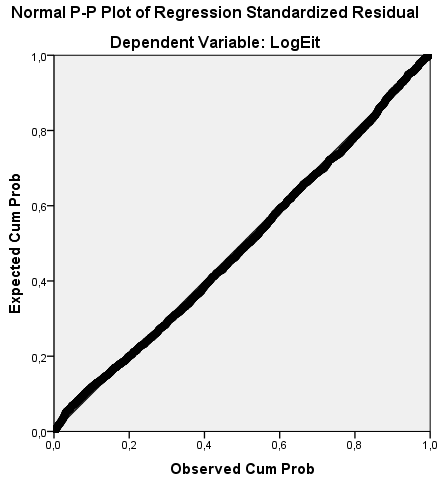 Normal P-P Plot of Regression Standardized Residual
Dependent Variable: LogEit
1,0
0,8
0,6
0,4
0,2
0,0
Expected Cum Prob
0,0 0,2 0,4 0,6 0,8 1,0
Observed Cum Prob